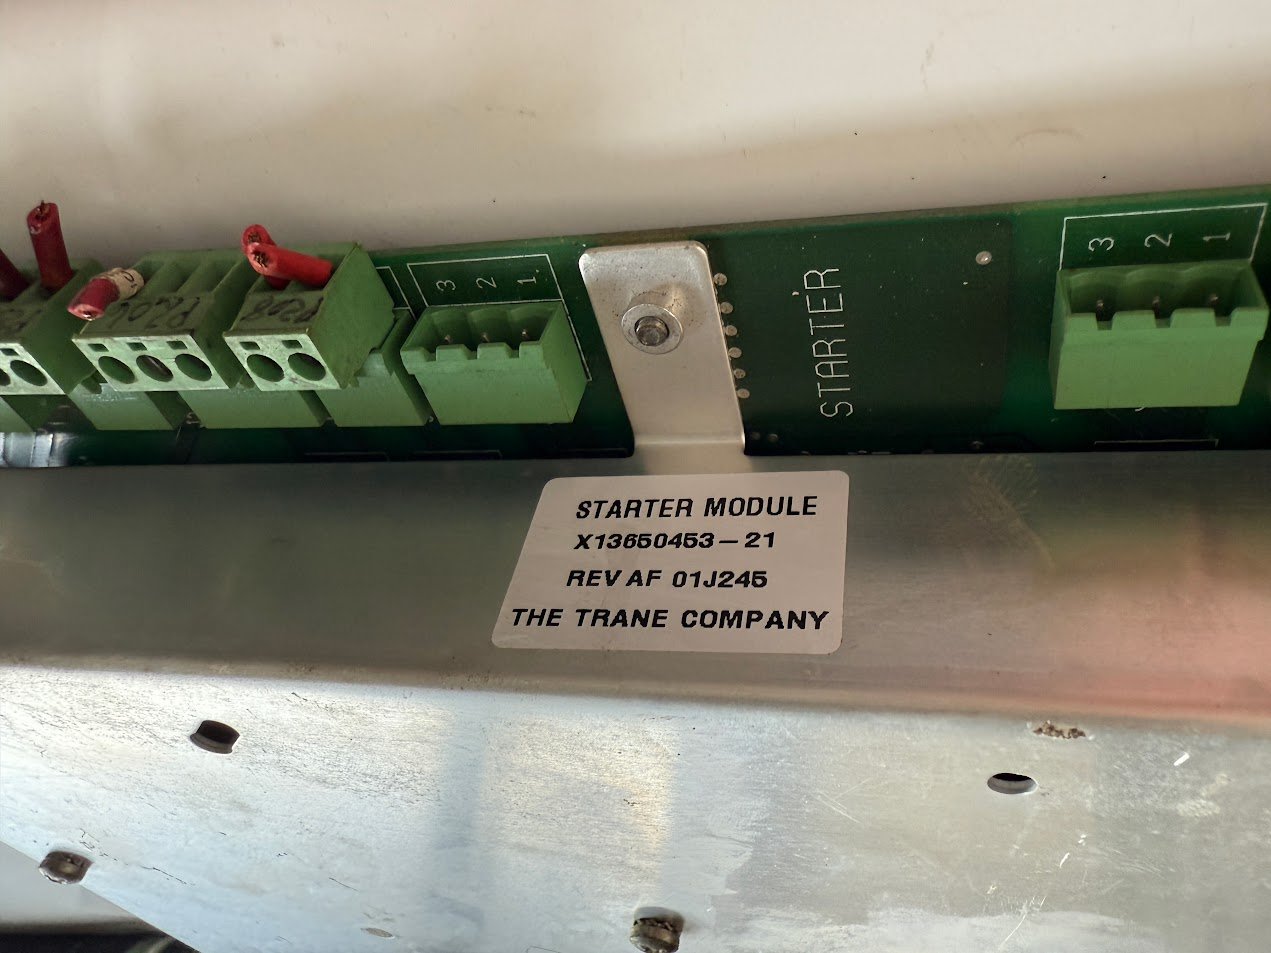 3 2 1
3 2 1
STARTER
STARTER MODULE
X13650453-21
REV AF 01J245
THE TRANE COMPANY